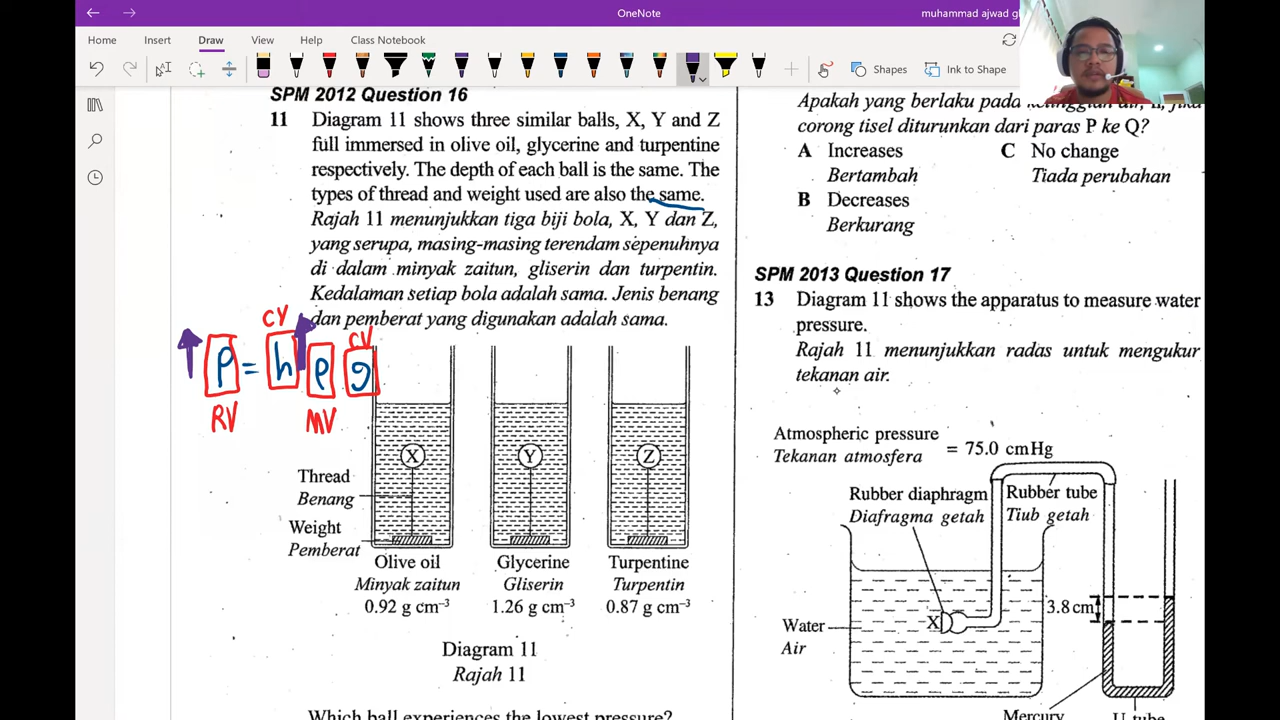 OneNote
muhammad ajwad gh
Home Insert Draw View Help Class Notebook
Shapes
Ink to Shape
SPM 2012 Question 16
11 Diagram 11 shows three similar balls, X, Y and Z
full immersed in olive oil, glycerine and turpentine
respectively. The depth of each ball is the same. The
types of thread and weight used are also the same.
Rajah 11 menunjukkan tiga biji bola, X, Y dan Z,
yang serupa, masing-masing terendam sepenuhnya
di dalam minyak zaitun, gliserin dan turpentin.
Kedalaman setiap bola adalah sama. Jenis benang
dan pemberat yang digunakan adalah sama.
CV
CV
P = h ρ g
RV
MV
X
Y
Z
Thread
Benang
Weight
Pemberat
Olive oil
Minyak zaitun
0.92 g cm⁻³
Glycerine
Gliserin
1.26 g cm⁻³
Turpentine
Turpentin
0.87 g cm⁻³
Diagram 11
Rajah 11
Which ball experiences the lowest pressure?
Apakah yang berlaku pada ketinggian air, H, jika
corong tisel diturunkan dari paras P ke Q?
A Increases
Bertambah
C No change
Tiada perubahan
B Decreases
Berkurang
SPM 2013 Question 17
13 Diagram 11 shows the apparatus to measure water
pressure.
Rajah 11 menunjukkan radas untuk mengukur
tekanan air.
Atmospheric pressure
Tekanan atmosfera
= 75.0 cmHg
Rubber diaphragm
Diafragma getah
Rubber tube
Tiub getah
3.8 cm
X
Water
Air
Mercury
U tube